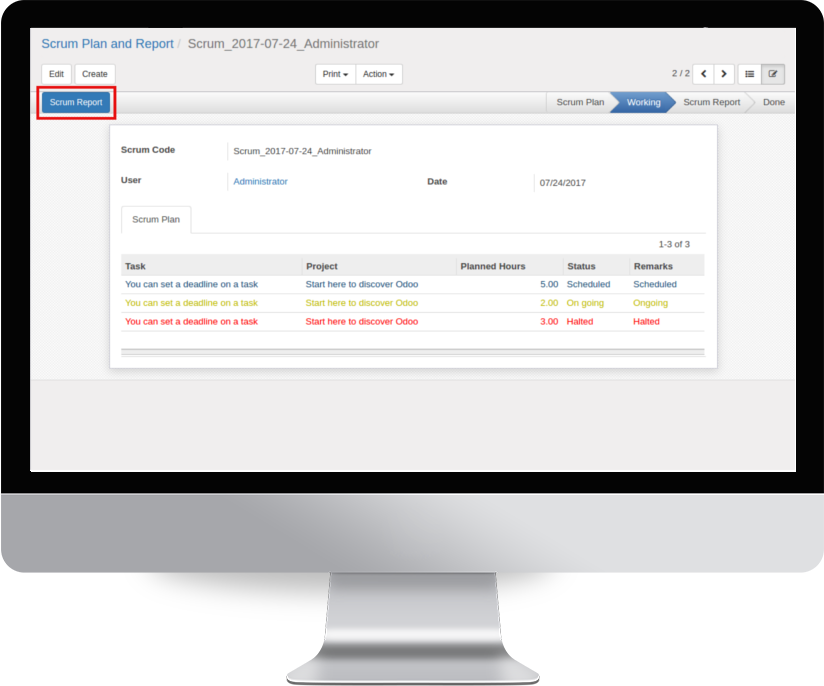 Scrum Plan and Report / Scrum_2017-07-24_Administrator
Edit Create Print Action 2 / 2
Scrum Report Scrum Plan Working Scrum Report Done
Scrum Code Scrum_2017-07-24_Administrator
User Administrator Date 07/24/2017
Scrum Plan
1-3 of 3
Task Project Planned Hours Status Remarks
You can set a deadline on a task Start here to discover Odoo 5.00 Scheduled Scheduled
You can set a deadline on a task Start here to discover Odoo 2.00 On going Ongoing
You can set a deadline on a task Start here to discover Odoo 3.00 Halted Halted